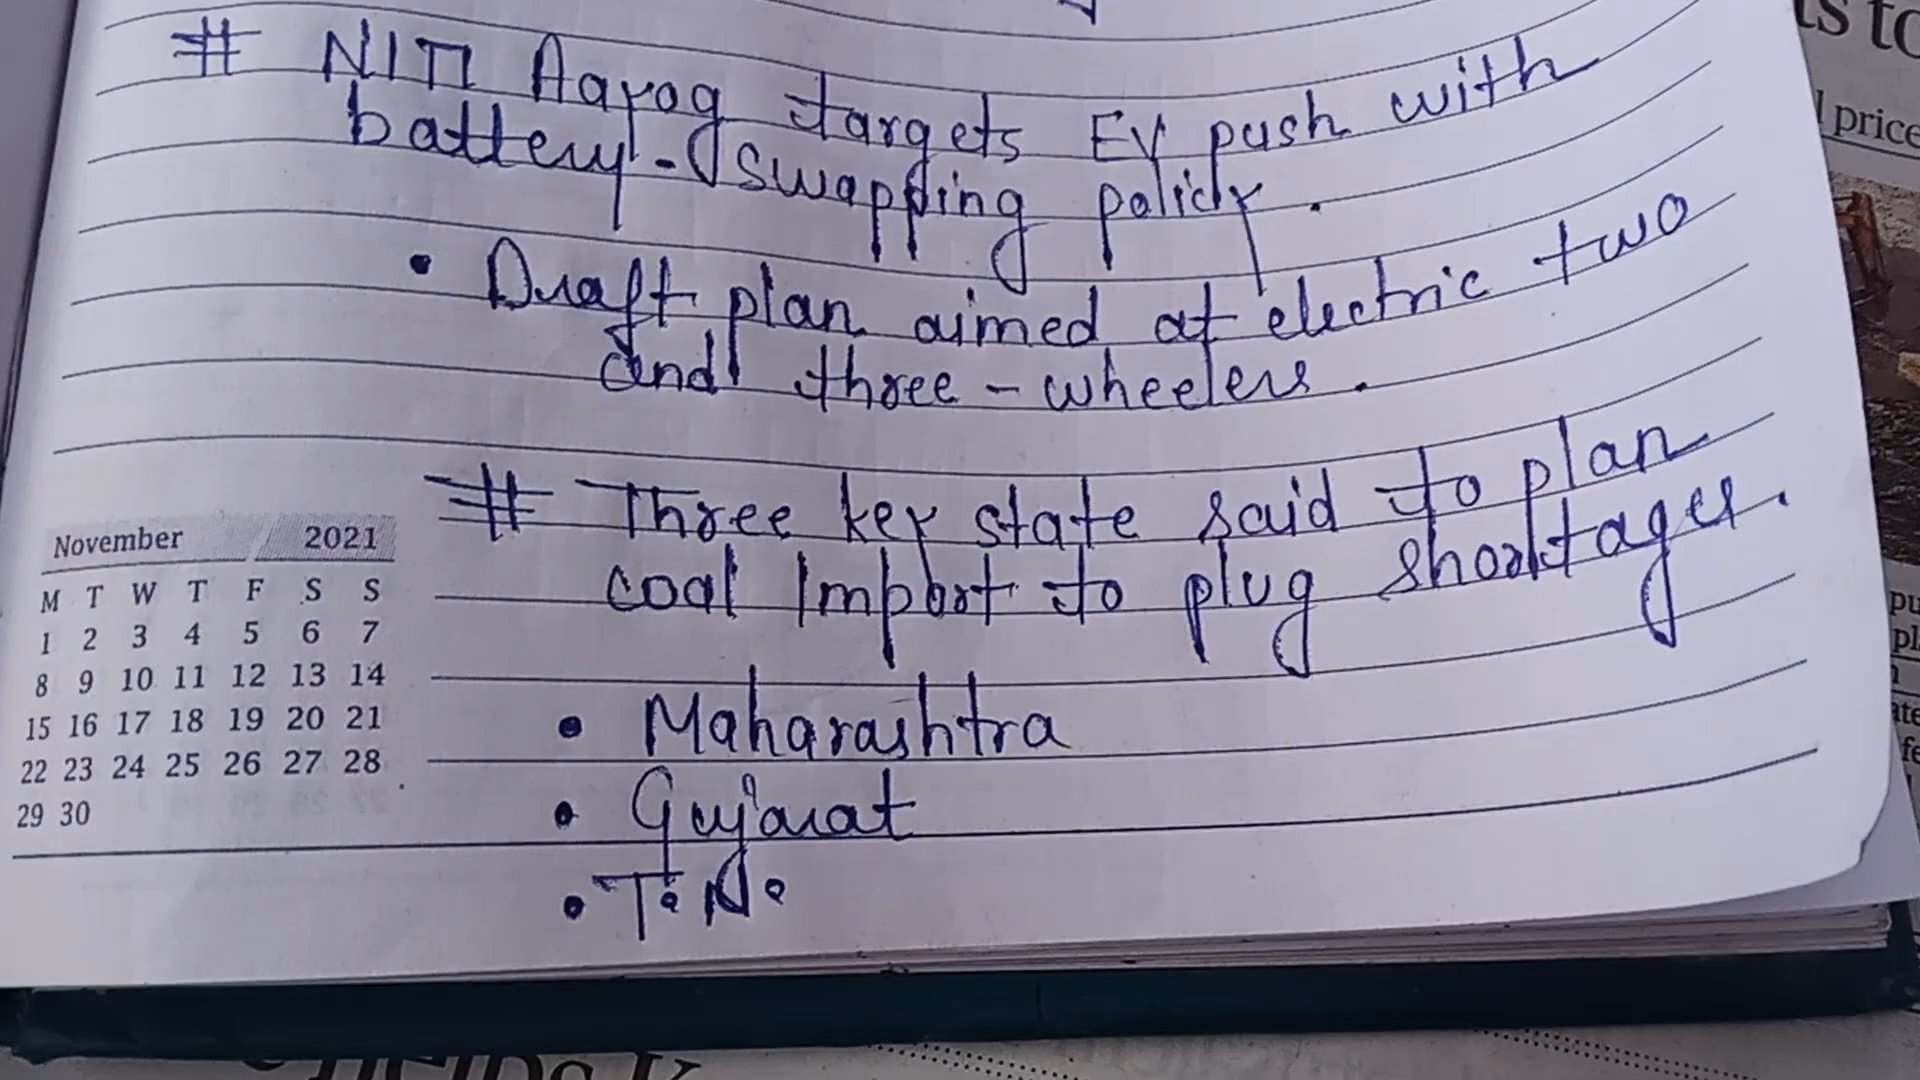 # NITI Aayog targets EV push with
battery-swapping policy.
• Draft plan aimed at electric two
and three-wheelers.
# Three key state said to plan
coal Import to plug shortages.
• Maharashtra
• Gujarat
• T.N.
November 2021
M T W T F S S
1 2 3 4 5 6 7
8 9 10 11 12 13 14
15 16 17 18 19 20 21
22 23 24 25 26 27 28
29 30
ts to
price